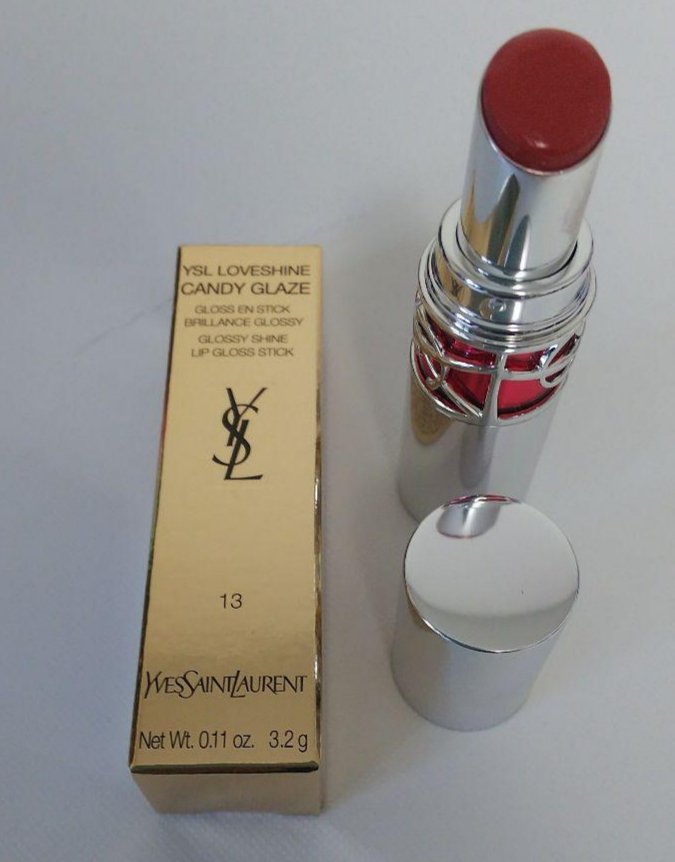 YSL LOVESHINE
CANDY GLAZE
GLOSS EN STICK
BRILLANCE GLOSSY
GLOSSY SHINE
LIP GLOSS STICK
YSL
13
YVESSAINTLAURENT
Net Wt. 0.11 oz. 3.2 g